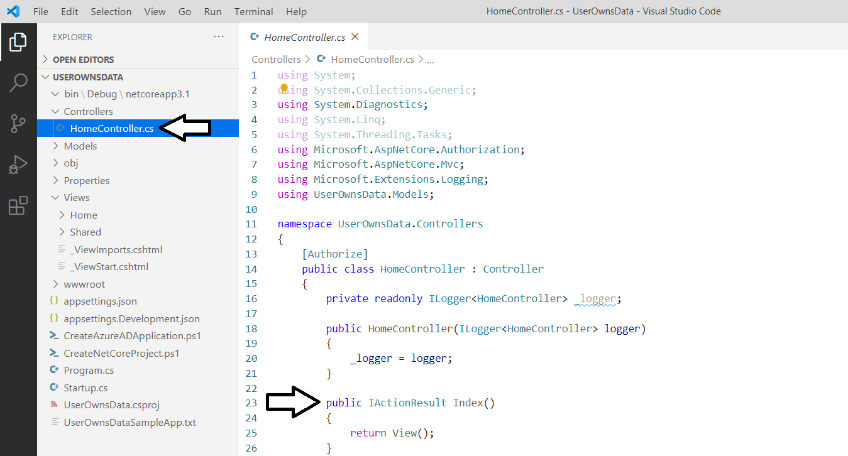 File Edit Selection View Go Run Terminal Help HomeController.cs - UserOwnsData - Visual Studio Code
EXPLORER ···
OPEN EDITORS
USEROWNSDATA
bin \ Debug \ netcoreapp3.1
Controllers
HomeController.cs
Models
obj
Properties
Views
Home
Shared
_ViewImports.cshtml
_ViewStart.cshtml
wwwroot
{} appsettings.json
{} appsettings.Development.json
CreateAzureADApplication.ps1
CreateNetCoreProject.ps1
Program.cs
Startup.cs
UserOwnsData.csproj
UserOwnsDataSampleApp.txt
HomeController.cs
Controllers > HomeController.cs > ...
1 using System;
2 using System.Collections.Generic;
3 using System.Diagnostics;
4 using System.Linq;
5 using System.Threading.Tasks;
6 using Microsoft.AspNetCore.Authorization;
7 using Microsoft.AspNetCore.Mvc;
8 using Microsoft.Extensions.Logging;
9 using UserOwnsData.Models;
10
11 namespace UserOwnsData.Controllers
12 {
13 [Authorize]
14 public class HomeController : Controller
15 {
16 private readonly ILogger<HomeController> _logger;
17
18 public HomeController(ILogger<HomeController> logger)
19 {
20 _logger = logger;
21 }
22
23 public IActionResult Index()
24 {
25 return View();
26 }